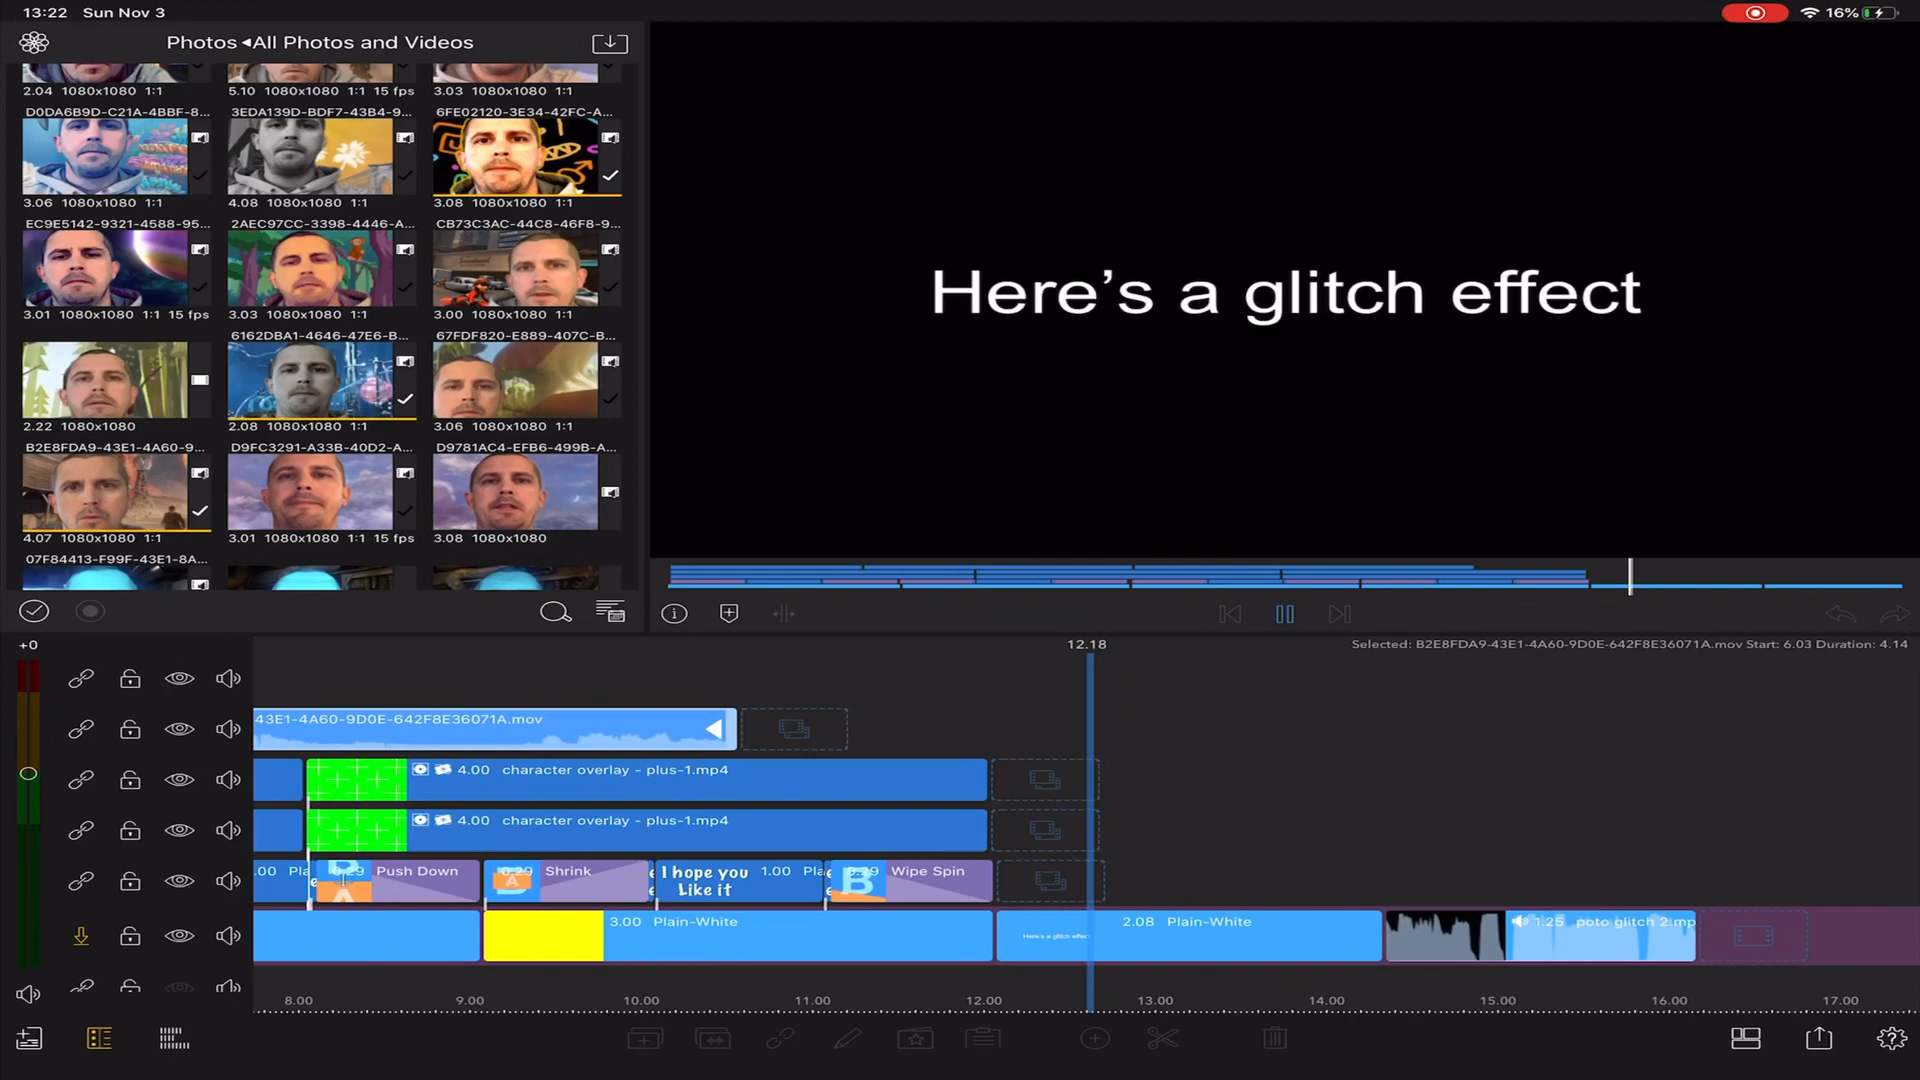 13:22 Sun Nov 3
16%
Photos ◂All Photos and Videos
2.04 1080x1080 1:1
5.10 1080x1080 1:1 15 fps
3.03 1080x1080 1:1
D0DA6B9D-C21A-4BBF-8...
3EDA139D-BDF7-43B4-9...
6FE02120-3E34-42FC-A...
3.06 1080x1080 1:1
4.08 1080x1080 1:1
3.08 1080x1080 1:1
EC9E5142-9321-4588-95...
2AEC97CC-3398-4446-A...
CB73C3AC-44C8-46F8-9...
3.01 1080x1080 1:1 15 fps
3.03 1080x1080 1:1
3.00 1080x1080 1:1
6162DBA1-4646-47E6-B...
67FDF820-E889-407C-B...
2.22 1080x1080
2.08 1080x1080 1:1
3.06 1080x1080 1:1
B2E8FDA9-43E1-4A60-9...
D9FC3291-A33B-40D2-A...
D9781AC4-EFB6-499B-A...
4.07 1080x1080 1:1
3.01 1080x1080 1:1 15 fps
3.08 1080x1080
07F84413-F99F-43E1-8A...
Here's a glitch effect
+0
12.18
Selected: B2E8FDA9-43E1-4A60-9D0E-642F8E36071A.mov Start: 6.03 Duration: 4.14
43E1-4A60-9D0E-642F8E36071A.mov
4.00 character overlay - plus-1.mp4
4.00 character overlay - plus-1.mp4
.00 Pla
0.29 Push Down
0.29 Shrink
I hope you
Like it
1.00 Pla
0.29 Wipe Spin
3.00 Plain-White
Here's a glitch effect
2.08 Plain-White
1.25 poto glitch 2.mp
8.00 9.00 10.00 11.00 12.00 13.00 14.00 15.00 16.00 17.00